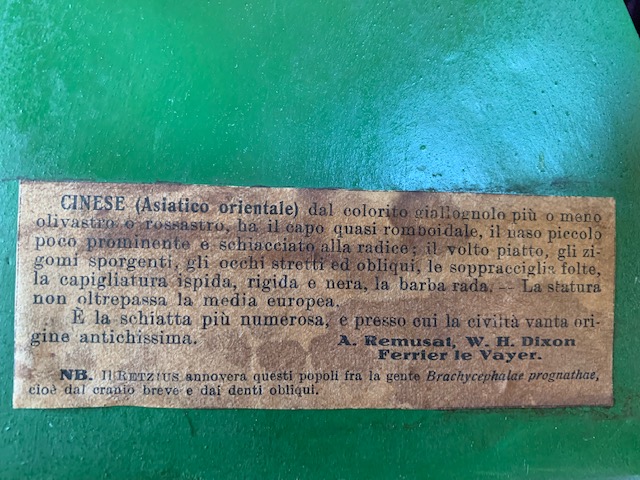 CINESE (Asiatico orientale) dal colorito giallognolo più o meno
olivastro o rossastro, ha il capo quasi romboidale, il naso piccolo
poco prominente e schiacciato alla radice; il volto piatto, gli zi-
gomi sporgenti, gli occhi stretti ed obliqui, le sopracciglia folte,
la capigliatura ispida, rigida e nera, la barba rada. — La statura
non oltrepassa la media europea.
È la schiatta più numerosa, e presso cui la civiltà vanta ori-
gine antichissima.
A. Remusat, W. H. Dixon
Ferrier le Vayer.
NB. Il RETZIUS annovera questi popoli fra la gente Brachycephalae prognathae,
cioè dal cranio breve e dai denti obliqui.